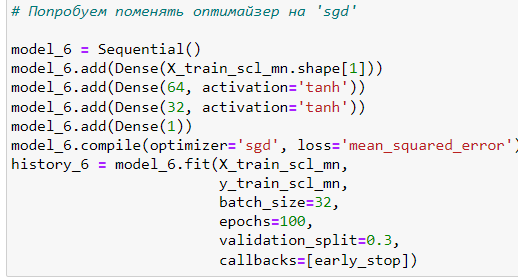 # Попробуем поменять оптимайзер на 'sgd'
model_6 = Sequential()
model_6.add(Dense(X_train_scl_mn.shape[1]))
model_6.add(Dense(64, activation='tanh'))
model_6.add(Dense(32, activation='tanh'))
model_6.add(Dense(1))
model_6.compile(optimizer='sgd', loss='mean_squared_error')
history_6 = model_6.fit(X_train_scl_mn,
y_train_scl_mn,
batch_size=32,
epochs=100,
validation_split=0.3,
callbacks=[early_stop])